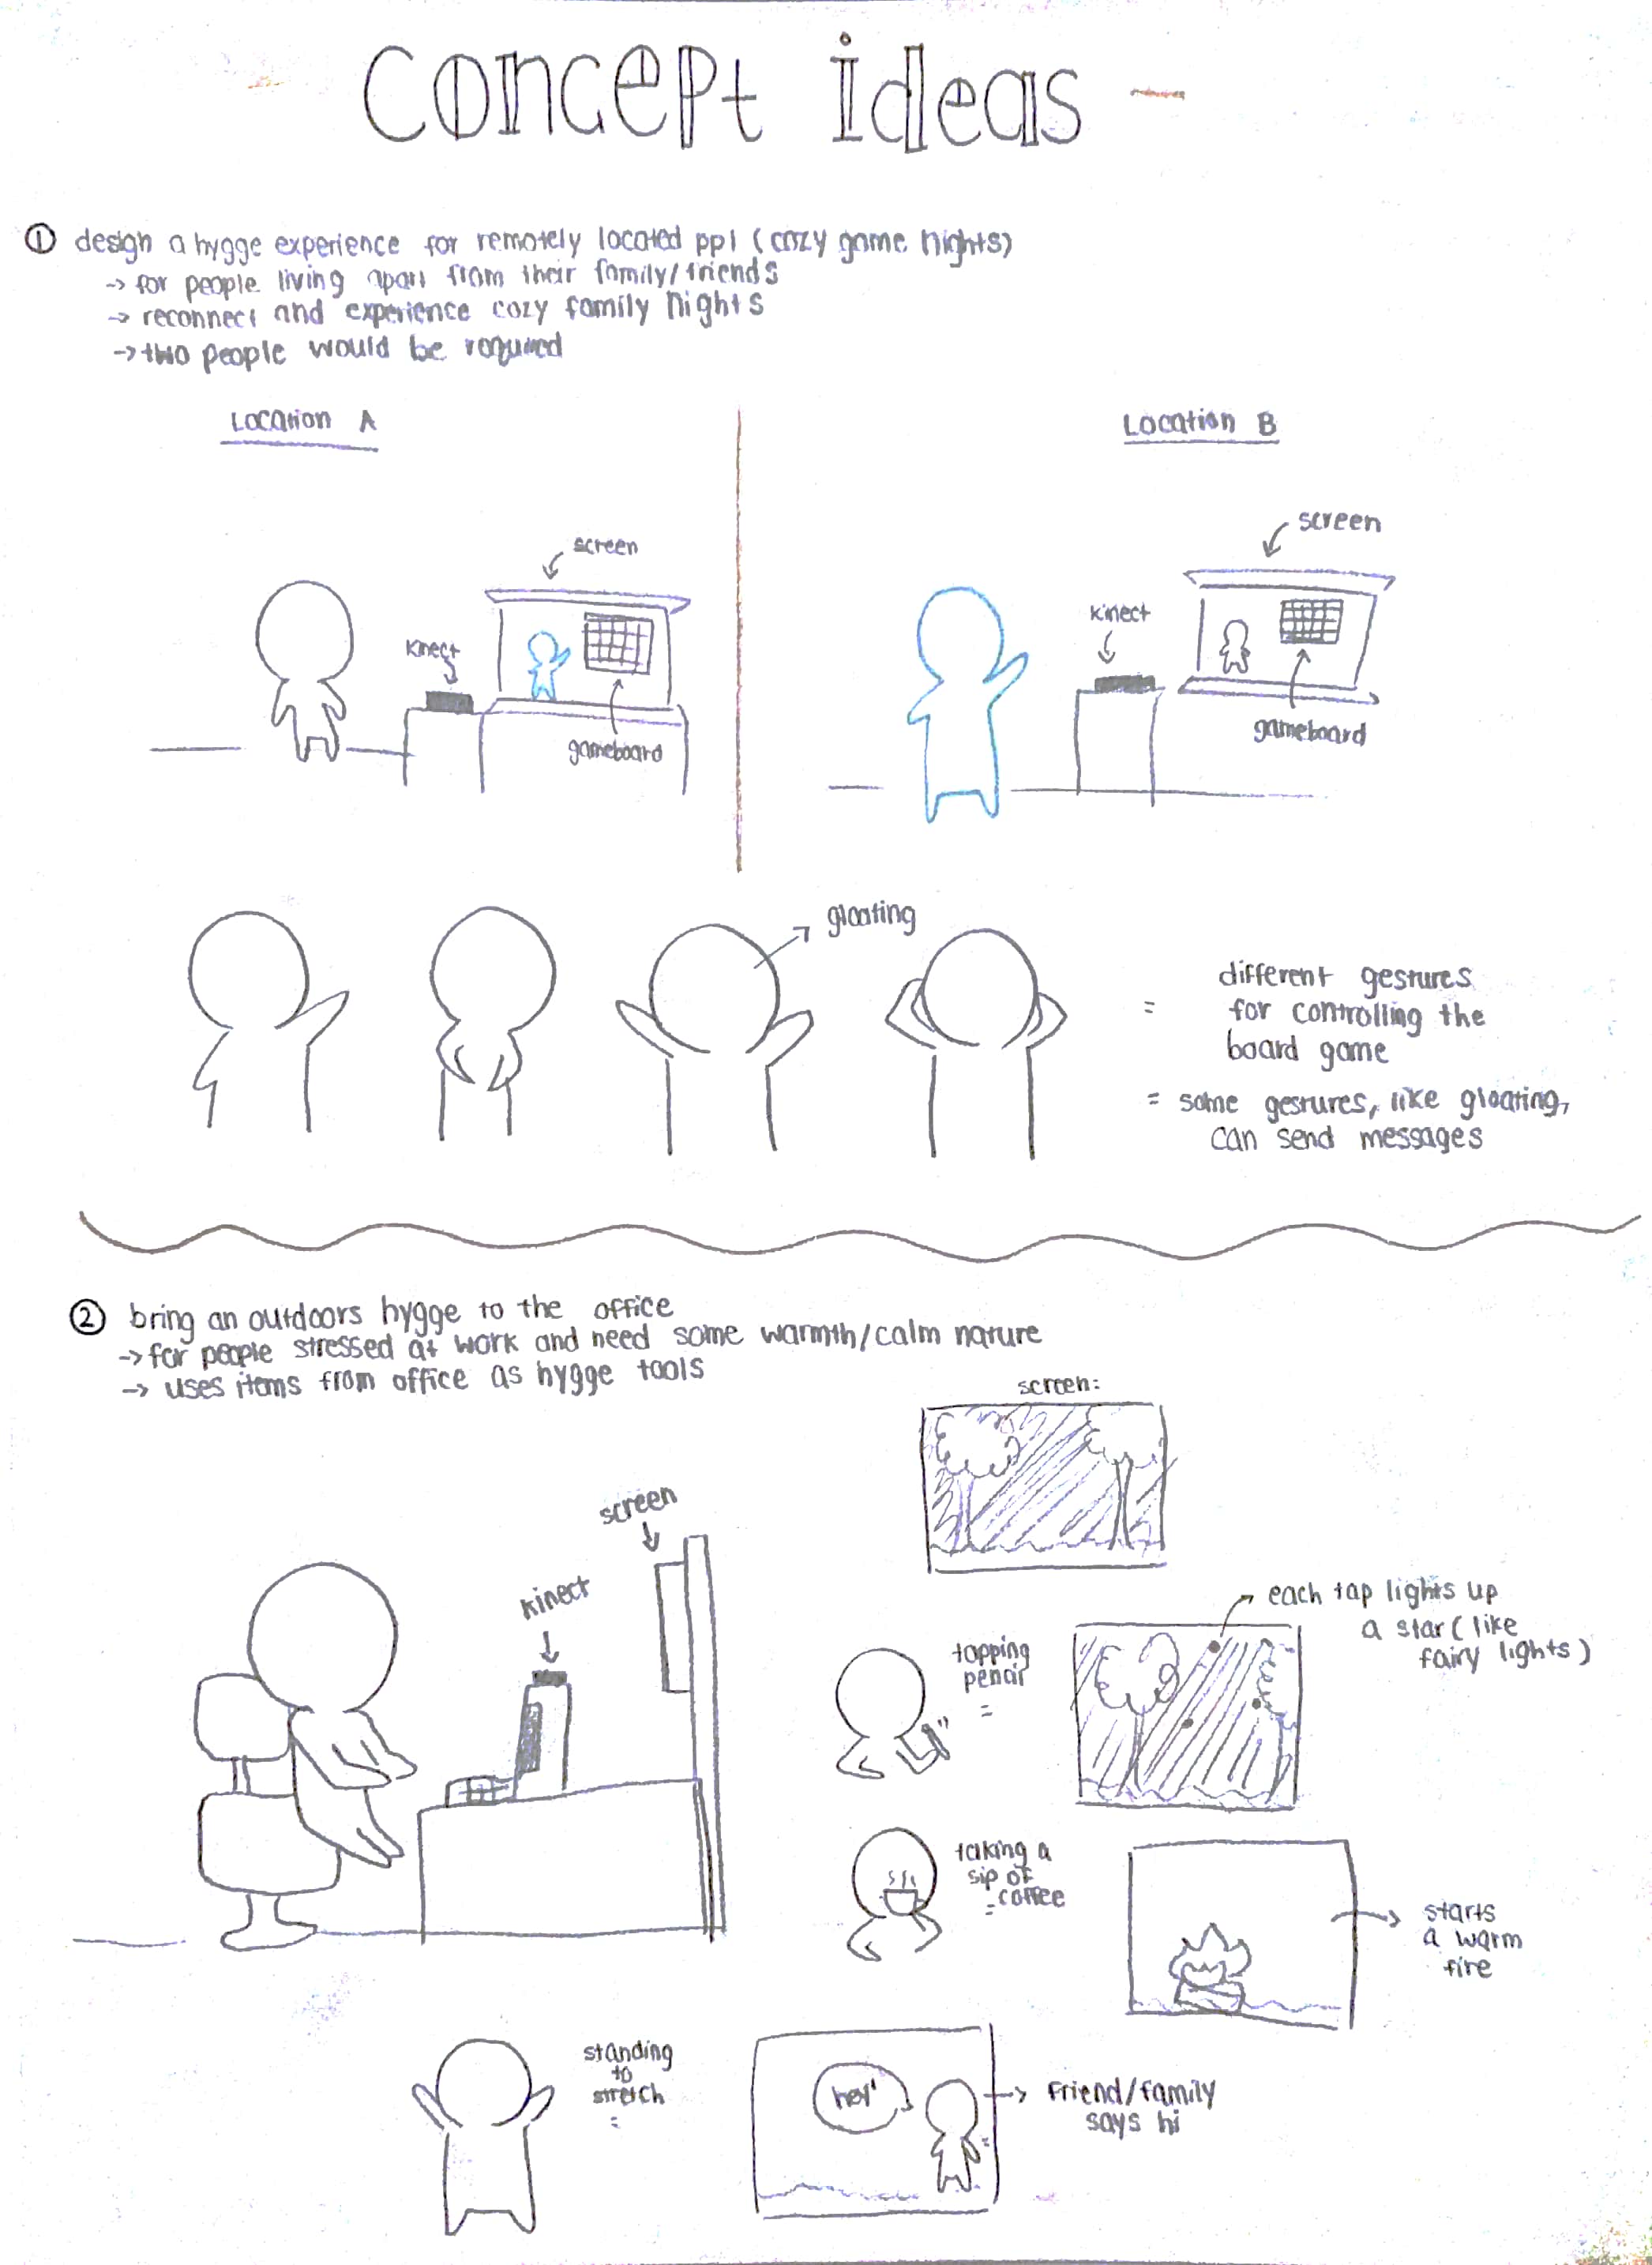 Concept ideas -
① design a hygge experience for remotely located ppl (cozy game nights)
-> for people living apart from their family/friends
-> reconnect and experience cozy family nights
-> two people would be required
Location A
Location B
screen
screen
kinect
kinect
gameboard
gameboard
gloating
= different gestures
for controlling the
board game
= some gestures, like gloating,
can send messages
② bring an outdoors hygge to the office
-> for people stressed at work and need some warmth/calm nature
-> uses items from office as hygge tools
screen:
screen
kinect
each tap lights up
a star (like
fairy lights)
tapping
pencil
=
taking a
sip of
= coffee
starts
a warm
fire
standing
to
stretch
=
hey!
Friend/family
says hi